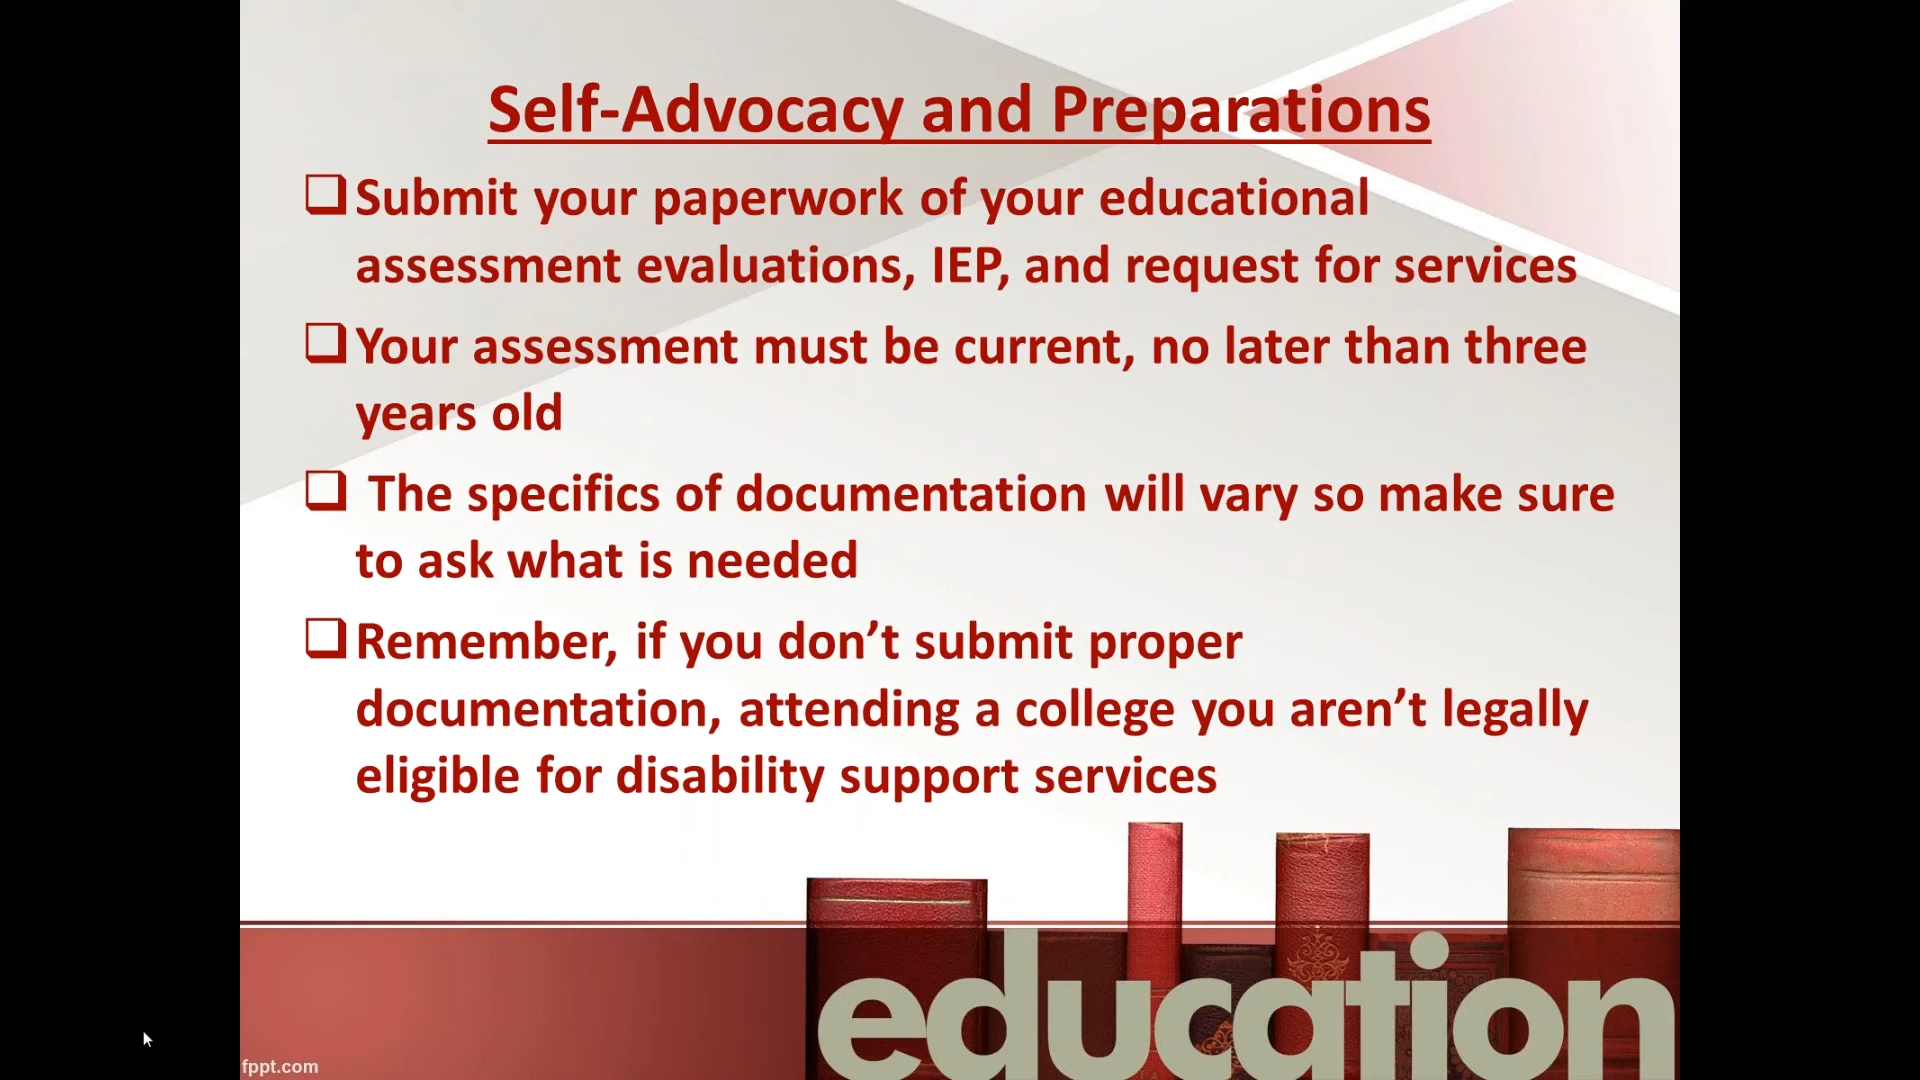 Self-Advocacy and Preparations
Submit your paperwork of your educational
assessment evaluations, IEP, and request for services
Your assessment must be current, no later than three
years old
The specifics of documentation will vary so make sure
to ask what is needed
Remember, if you don’t submit proper
documentation, attending a college you aren’t legally
eligible for disability support services
education
fppt.com